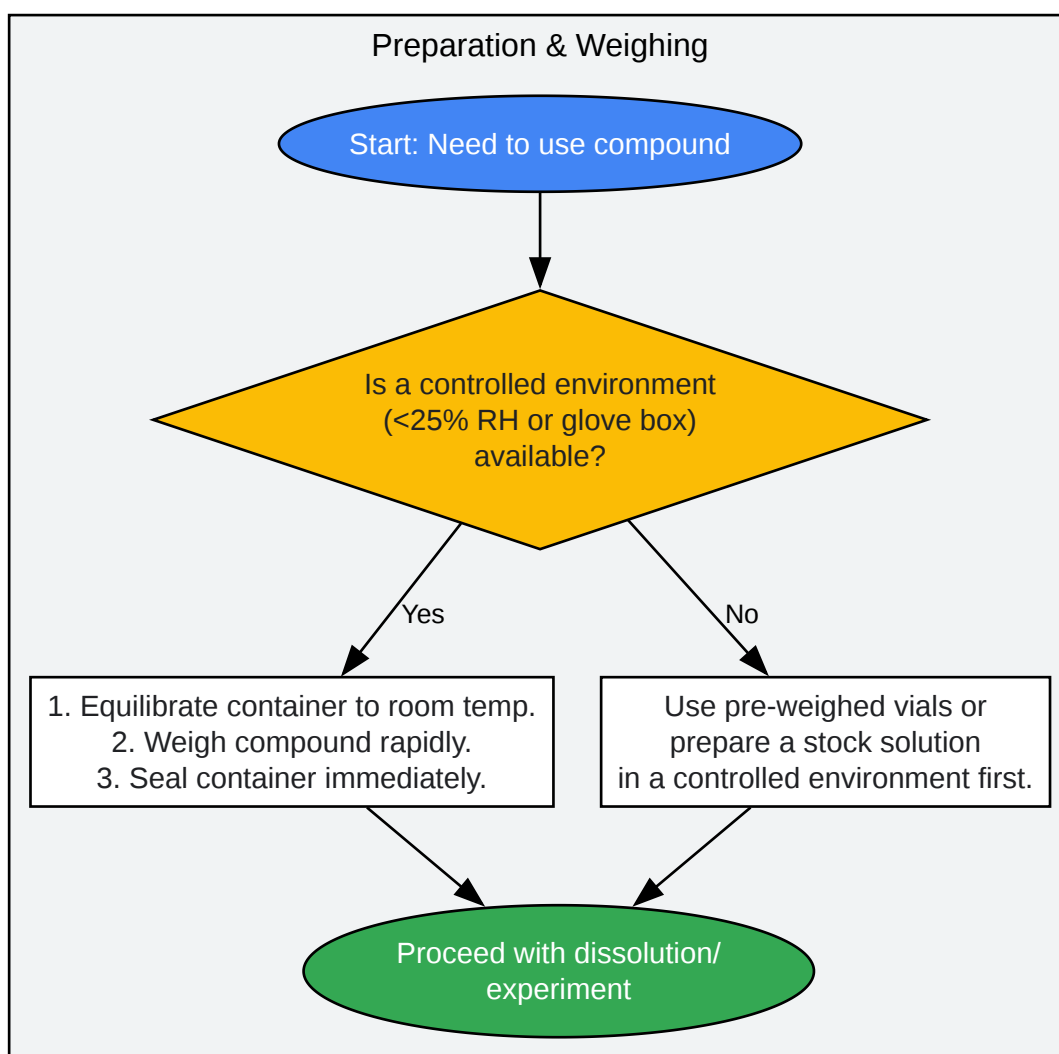 Preparation & Weighing
Start: Need to use compound
Is a controlled environment
(<25% RH or glove box)
available?
Yes
No
1. Equilibrate container to room temp.
2. Weigh compound rapidly.
3. Seal container immediately.
Use pre-weighed vials or
prepare a stock solution
in a controlled environment first.
Proceed with dissolution/
experiment